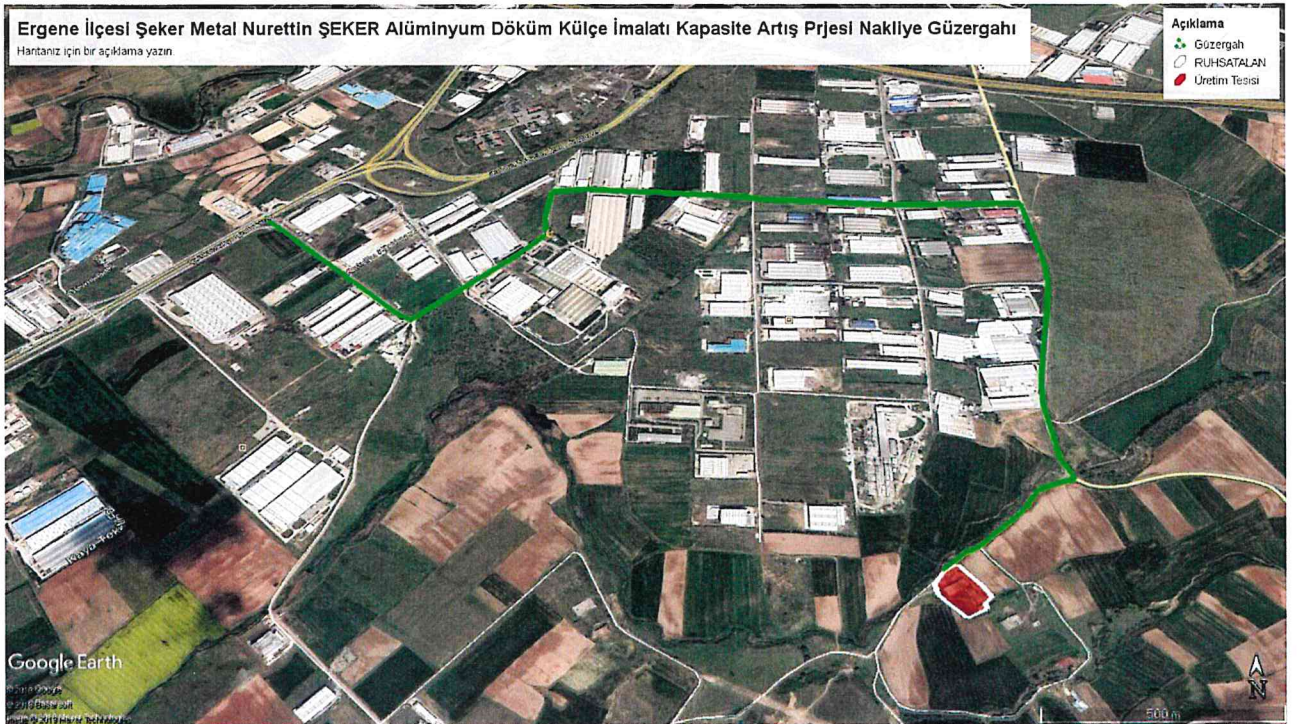 Ergene İlçesi Şeker Metal Nurettin ŞEKER Alüminyum Döküm Külçe İmalatı Kapasite Artış Prjesi Nakliye Güzergahı
Haritanız için bir açıklama yazın.
Açıklama
Güzergah
RUHSATALAN
Üretim Tesisi
Google Earth
N
500 m